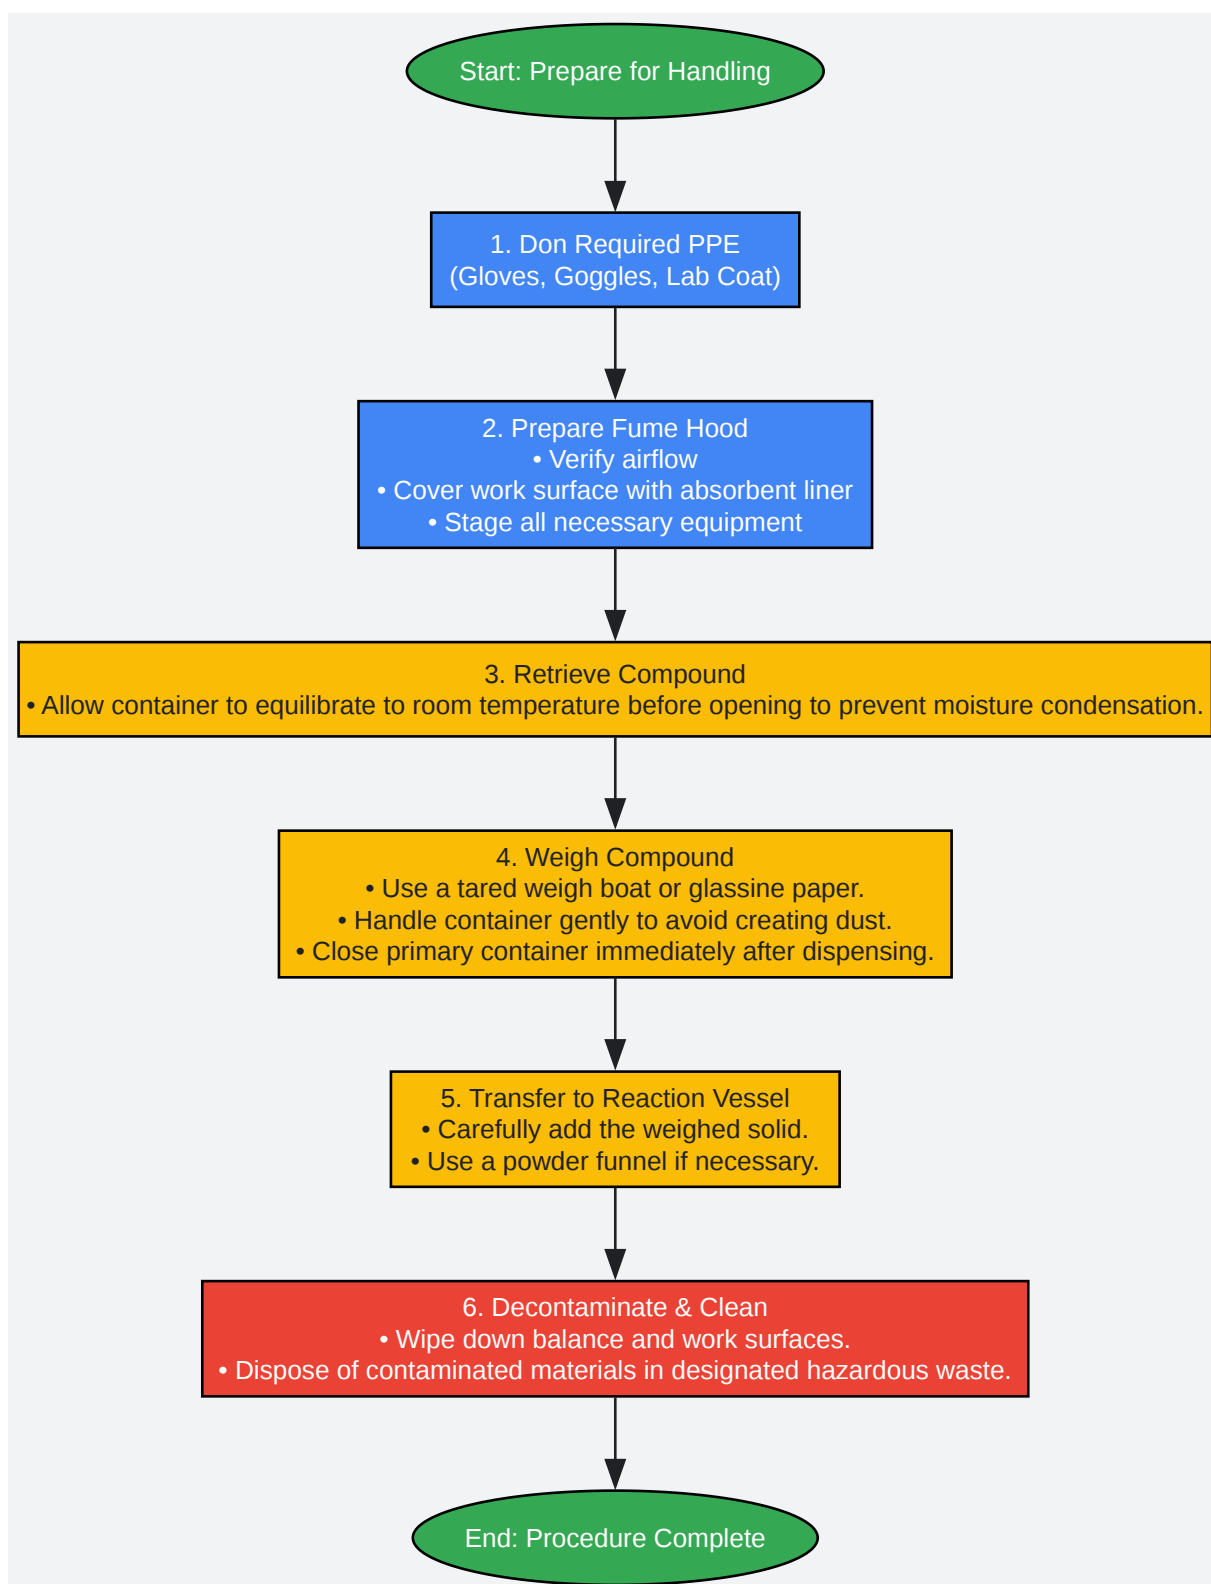 Start: Prepare for Handling
1. Don Required PPE
(Gloves, Goggles, Lab Coat)
2. Prepare Fume Hood
• Verify airflow
• Cover work surface with absorbent liner
• Stage all necessary equipment
3. Retrieve Compound
• Allow container to equilibrate to room temperature before opening to prevent moisture condensation.
4. Weigh Compound
• Use a tared weigh boat or glassine paper.
• Handle container gently to avoid creating dust.
• Close primary container immediately after dispensing.
5. Transfer to Reaction Vessel
• Carefully add the weighed solid.
• Use a powder funnel if necessary.
6. Decontaminate & Clean
• Wipe down balance and work surfaces.
• Dispose of contaminated materials in designated hazardous waste.
End: Procedure Complete